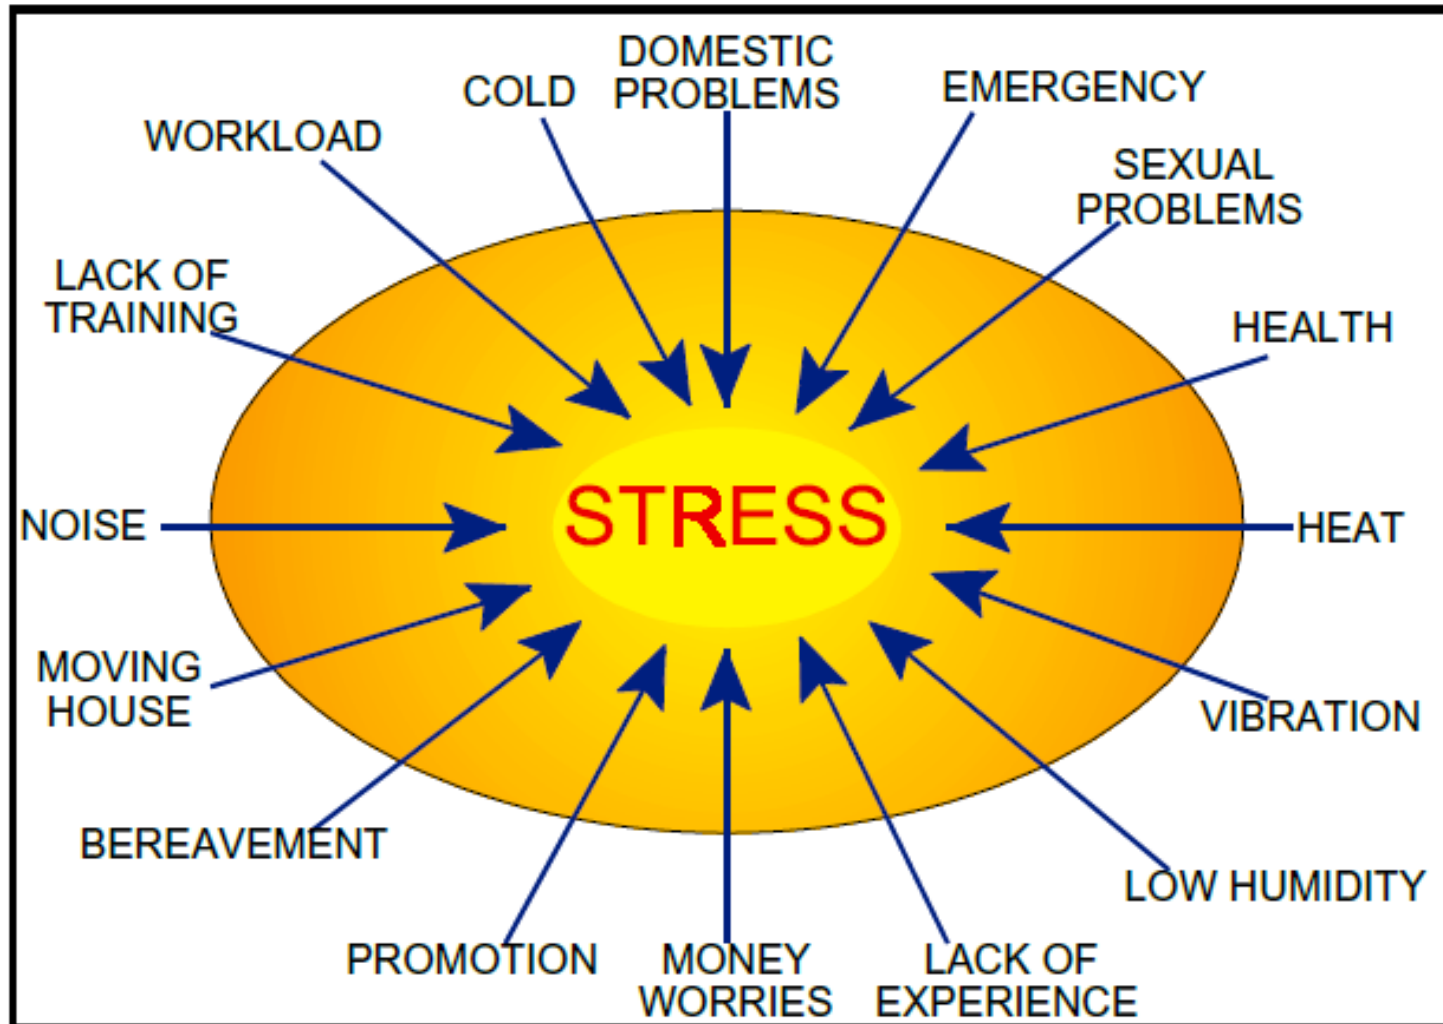 DOMESTIC
PROBLEMS
COLD
EMERGENCY
WORKLOAD
SEXUAL
PROBLEMS
LACK OF
TRAINING
HEALTH
NOISE
STRESS
HEAT
MOVING
HOUSE
VIBRATION
BEREAVEMENT
LOW HUMIDITY
PROMOTION
MONEY
WORRIES
LACK OF
EXPERIENCE